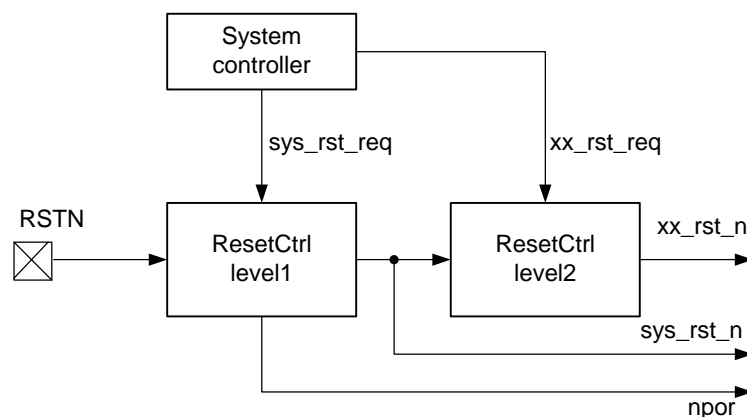 System
controller
sys_rst_req
xx_rst_req
RSTN
ResetCtrl
level1
ResetCtrl
level2
xx_rst_n
sys_rst_n
npor